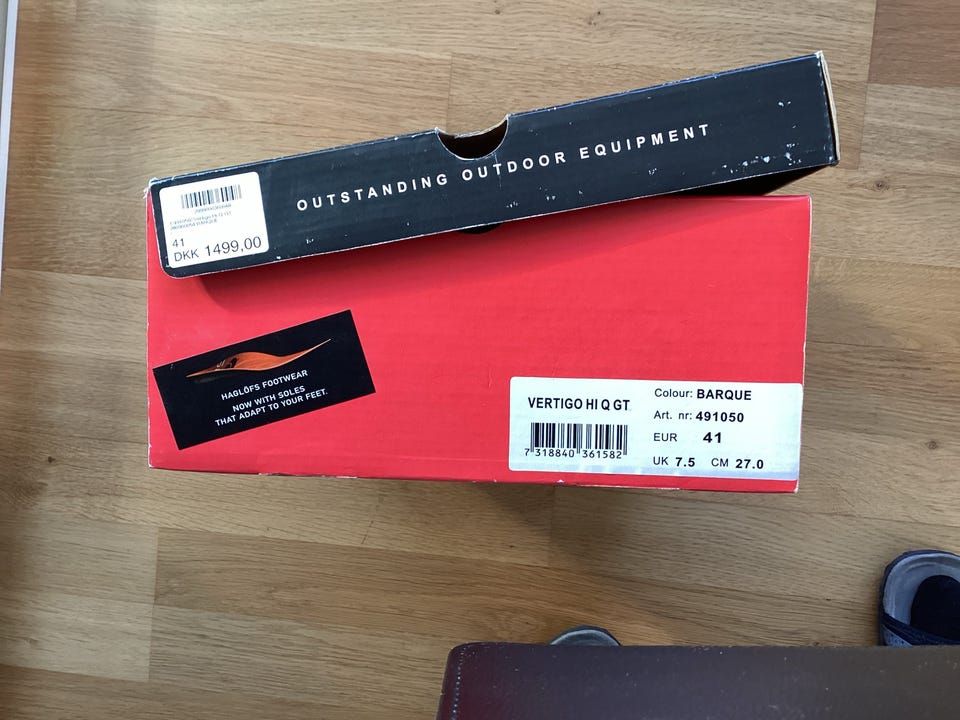 OUTSTANDING OUTDOOR EQUIPMENT
41
DKK 1499,00
HAGLÖFS FOOTWEAR
NOW WITH SOLES
THAT ADAPT TO YOUR FEET.
VERTIGO HI Q GT
7 318840 361582
Colour: BARQUE
Art. nr: 491050
EUR 41
UK 7.5 CM 27.0